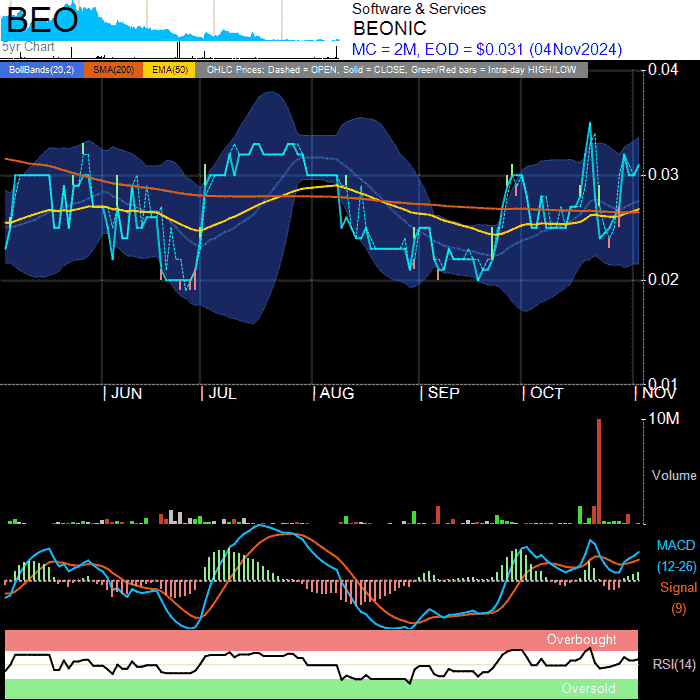 BEO
5yr Chart
Software & Services
BEONIC
MC = 2M, EOD = $0.031 (04Nov2024)
BollBands(20,2) SMA(200) EMA(50) OHLC Prices: Dashed = OPEN, Solid = CLOSE, Green/Red bars = Intra-day HIGH/LOW
0.04
0.03
0.02
0.01
JUN JUL AUG SEP OCT NOV
10M
Volume
MACD
(12-26)
Signal
(9)
Overbought
RSI(14)
Oversold